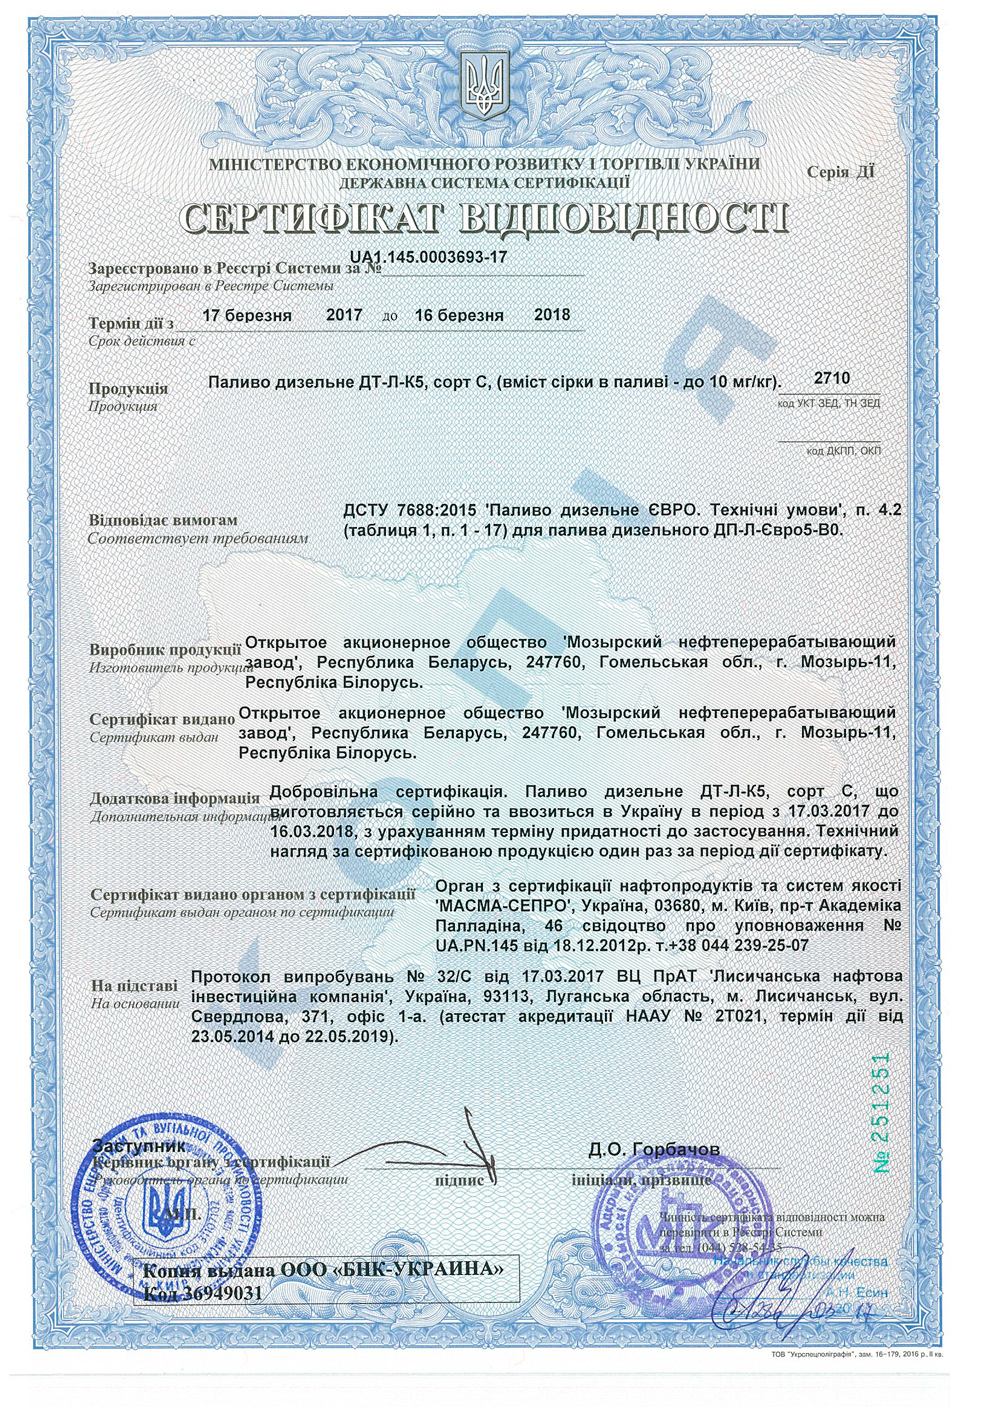 МІНІСТЕРСТВО ЕКОНОМІЧНОГО РОЗВИТКУ І ТОРГІВЛІ УКРАЇНИ
Серія ДЇ
ДЕРЖАВНА СИСТЕМА СЕРТИФІКАЦІЇ
СЕРТИФІКАТ ВІДПОВІДНОСТІ
Зареєстровано в Реєстрі Системи за № UA1.145.0003693-17
Зарегистрирован в Реестре Системы
Термін дії з 17 березня 2017 до 16 березня 2018
Срок действия с
Продукція Паливо дизельне ДТ-Л-К5, сорт С, (вміст сірки в паливі - до 10 мг/кг). 2710
Продукция код УКТ ЗЕД, ТН ЗЕД
код ДКПП, ОКП
Відповідає вимогам
Соответствует требованиям
ДСТУ 7688:2015 'Паливо дизельне ЄВРО. Технічні умови', п. 4.2
(таблиця 1, п. 1 - 17) для палива дизельного ДП-Л-Євро5-В0.
Виробник продукції
Изготовитель продукции
Открытое акционерное общество 'Мозырский нефтеперерабатывающий
завод', Республика Беларусь, 247760, Гомельськая обл., г. Мозырь-11,
Республіка Білорусь.
Сертифікат видано
Сертификат выдан
Открытое акционерное общество 'Мозырский нефтеперерабатывающий
завод', Республика Беларусь, 247760, Гомельськая обл., г. Мозырь-11,
Республіка Білорусь.
Додаткова інформація
Дополнительная информация
Добровільна сертифікація. Паливо дизельне ДТ-Л-К5, сорт С, що
виготовляється серійно та ввозиться в Україну в період з 17.03.2017 до
16.03.2018, з урахуванням терміну придатності до застосування. Технічний
нагляд за сертифікованою продукцією один раз за період дії сертифікату.
Сертифікат видано органом з сертифікації
Сертификат выдан органом по сертификации
Орган з сертифікації нафтопродуктів та систем якості
'МАСМА-СЕПРО', Україна, 03680, м. Київ, пр-т Академіка
Палладіна, 46 свідоцтво про уповноваження №
UA.PN.145 від 18.12.2012р. т.+38 044 239-25-07
На підставі
На основании
Протокол випробувань № 32/С від 17.03.2017 ВЦ ПрАТ 'Лисичанська нафтова
інвестиційна компанія', Україна, 93113, Луганська область, м. Лисичанськ, вул.
Свердлова, 371, офіс 1-а. (атестат акредитації НААУ № 2Т021, термін дії від
23.05.2014 до 22.05.2019).
КОПІЯ
№ 251251
Заступник
Керівник органу з сертифікації
Руководитель органа по сертификации
підпис
Д.О. Горбачов
ініціали, прізвище
М.П.
Чинність сертифіката відповідності можна
перевірити в Реєстрі Системи
за тел. (044) 528-54-35
Начальник службы качества
и стандартизации
А.Н. Есин
Копия выдана ООО «БНК-УКРАИНА»
Код 36949031
ТОВ "Укрспецполіграфія", зам. 16-179, 2016 р., II кв.